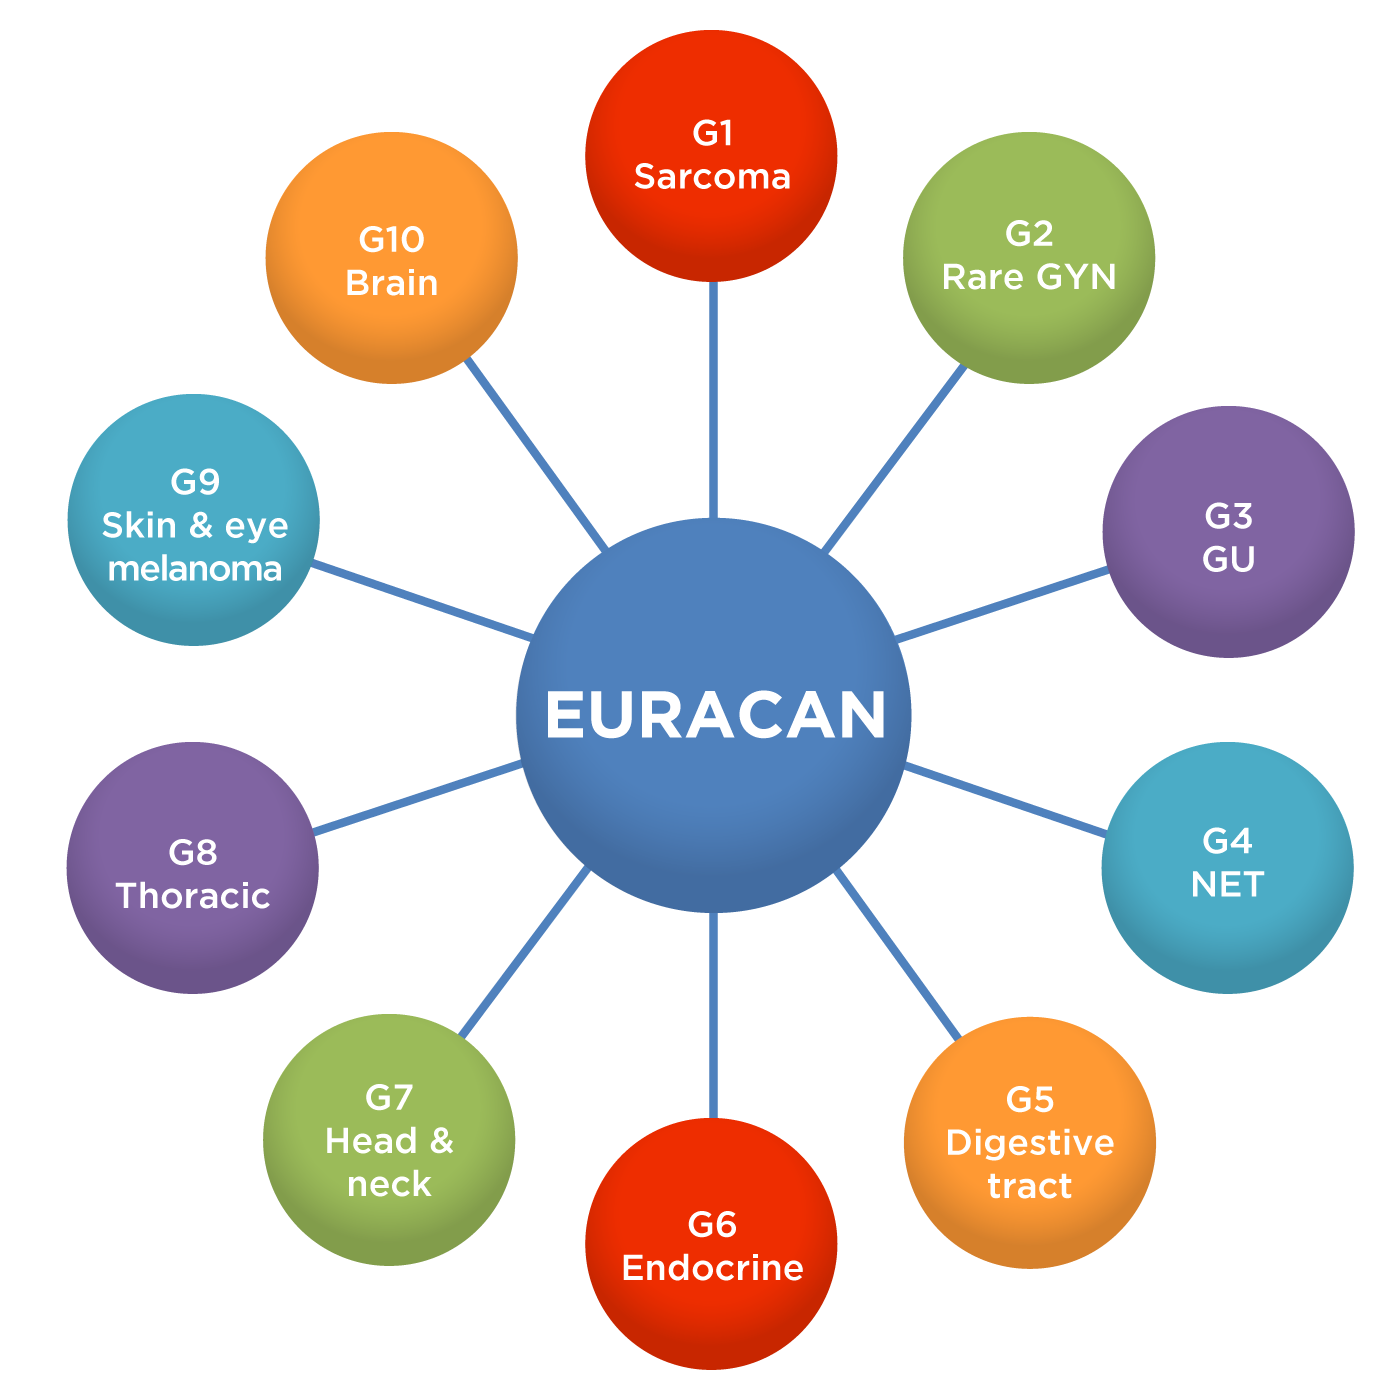 G1
Sarcoma
G2
Rare GYN
G3
GU
G4
NET
G5
Digestive
tract
G6
Endocrine
G7
Head &
neck
G8
Thoracic
G9
Skin & eye
melanoma
G10
Brain
EURACAN